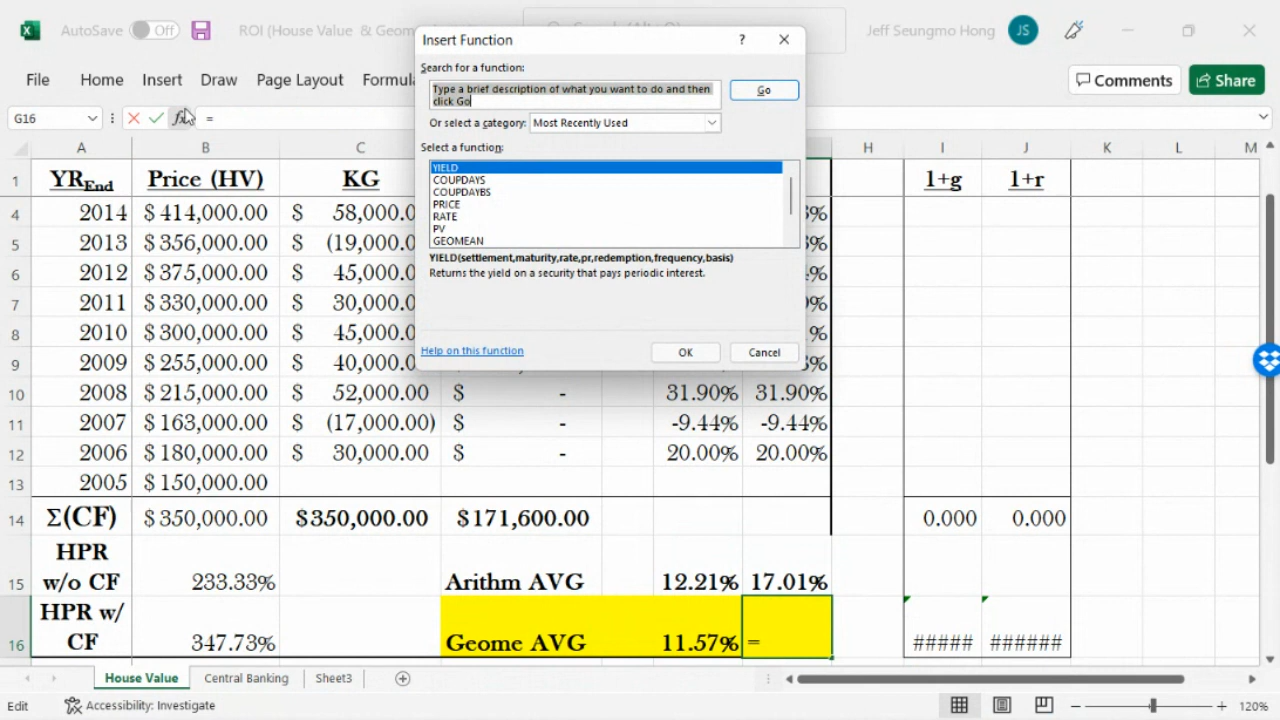 AutoSave Off ROI (House Value & Geom Jeff Seungmo Hong JS
File Home Insert Draw Page Layout Formula Comments Share
G16 fx =
Insert Function ? ×
Search for a function:
Type a brief description of what you want to do and then
click Go
Go
Or select a category: Most Recently Used
Select a function:
YIELD
COUPDAYS
COUPDAYBS
PRICE
RATE
PV
GEOMEAN
YIELD(settlement,maturity,rate,pr,redemption,frequency,basis)
Returns the yield on a security that pays periodic interest.
Help on this function OK Cancel
A B C H I J K L M
1 YREnd Price (HV) KG 1+g 1+r
4 2014 $ 414,000.00 $ 58,000.0 %
5 2013 $ 356,000.00 $ (19,000. %
6 2012 $ 375,000.00 $ 45,000.0 %
7 2011 $ 330,000.00 $ 30,000.0 %
8 2010 $ 300,000.00 $ 45,000.0 %
9 2009 $ 255,000.00 $ 40,000.0 %
10 2008 $ 215,000.00 $ 52,000.00 $ - 31.90% 31.90%
11 2007 $ 163,000.00 $ (17,000.00) $ - -9.44% -9.44%
12 2006 $ 180,000.00 $ 30,000.00 $ - 20.00% 20.00%
13 2005 $ 150,000.00
14 Σ(CF) $ 350,000.00 $350,000.00 $171,600.00 0.000 0.000
HPR
15 w/o CF 233.33% Arithm AVG 12.21% 17.01%
HPR w/
16 CF 347.73% Geome AVG 11.57% = ##### ######
House Value Central Banking Sheet3
Edit Accessibility: Investigate 120%